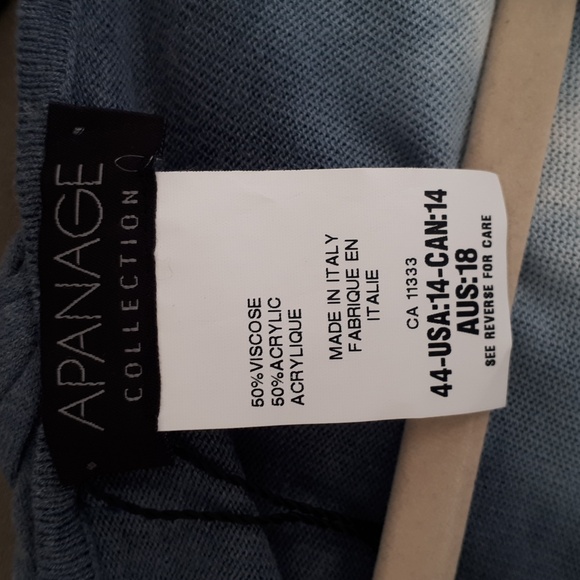 APANAGE
COLLECTION
50%VISCOSE
50%ACRYLIC
ACRYLIQUE
MADE IN ITALY
FABRIQUE EN
ITALIE
CA 11333
44-USA:14-CAN:14
AUS:18
SEE REVERSE FOR CARE